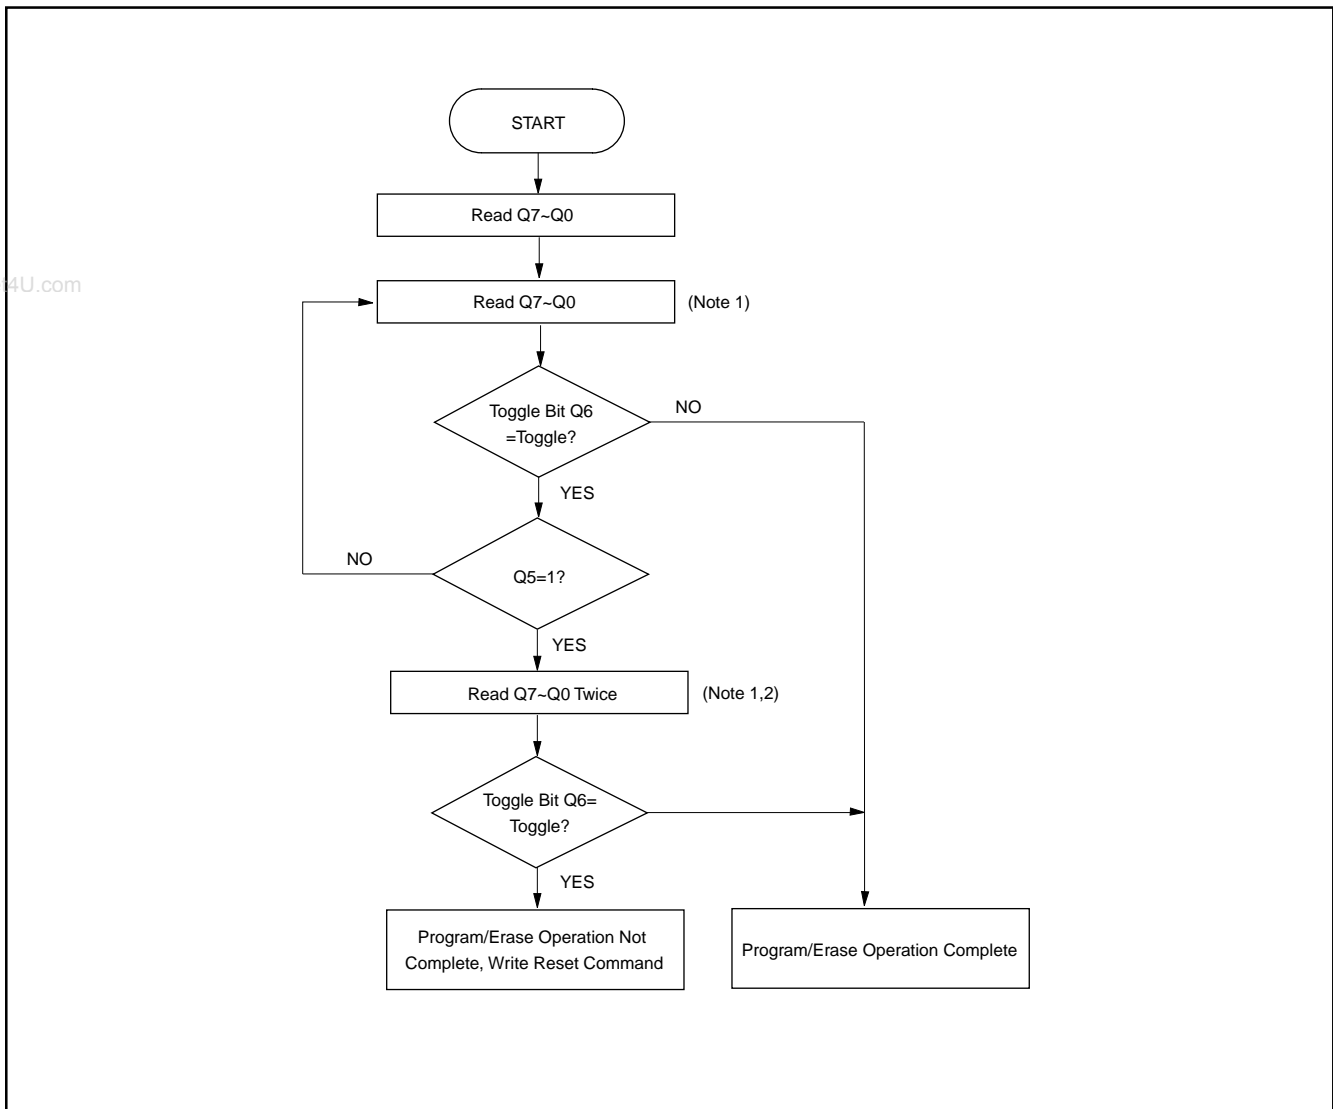 START
Read Q7~Q0
t4U.com
Read Q7~Q0
(Note 1)
Toggle Bit Q6
=Toggle?
NO
YES
NO
Q5=1?
YES
Read Q7~Q0 Twice
(Note 1,2)
Toggle Bit Q6=
Toggle?
YES
Program/Erase Operation Not
Complete, Write Reset Command
Program/Erase Operation Complete